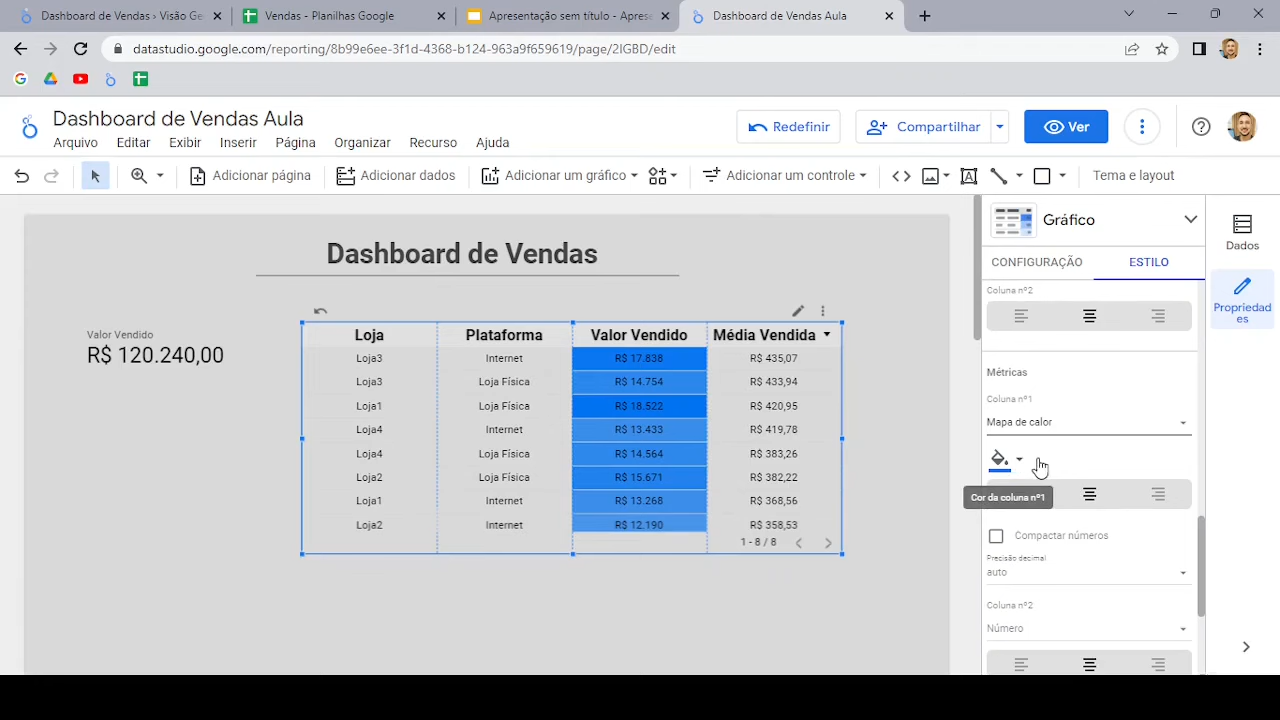 Dashboard de Vendas › Visão Ge
Vendas - Planilhas Google
Apresentação sem título - Aprese
Dashboard de Vendas Aula
datastudio.google.com/reporting/8b99e6ee-3f1d-4368-b124-963a9f659619/page/2IGBD/edit
Dashboard de Vendas Aula
Redefinir
Compartilhar
Ver
Arquivo Editar Exibir Inserir Página Organizar Recurso Ajuda
Adicionar página
Adicionar dados
Adicionar um gráfico
Adicionar um controle
Tema e layout
Dashboard de Vendas
Valor Vendido
R$ 120.240,00
Loja Plataforma Valor Vendido Média Vendida
Loja3 Internet R$ 17.838 R$ 435,07
Loja3 Loja Física R$ 14.754 R$ 433,94
Loja1 Loja Física R$ 18.522 R$ 420,95
Loja4 Internet R$ 13.433 R$ 419,78
Loja4 Loja Física R$ 14.564 R$ 383,26
Loja2 Loja Física R$ 15.671 R$ 382,22
Loja1 Internet R$ 13.268 R$ 368,56
Loja2 Internet R$ 12.190 R$ 358,53
1 - 8 / 8
Gráfico
CONFIGURAÇÃO ESTILO
Coluna nº2
Métricas
Coluna nº1
Mapa de calor
Cor da coluna nº1
Compactar números
Precisão decimal
auto
Coluna nº2
Número
Dados
Propriedad
es